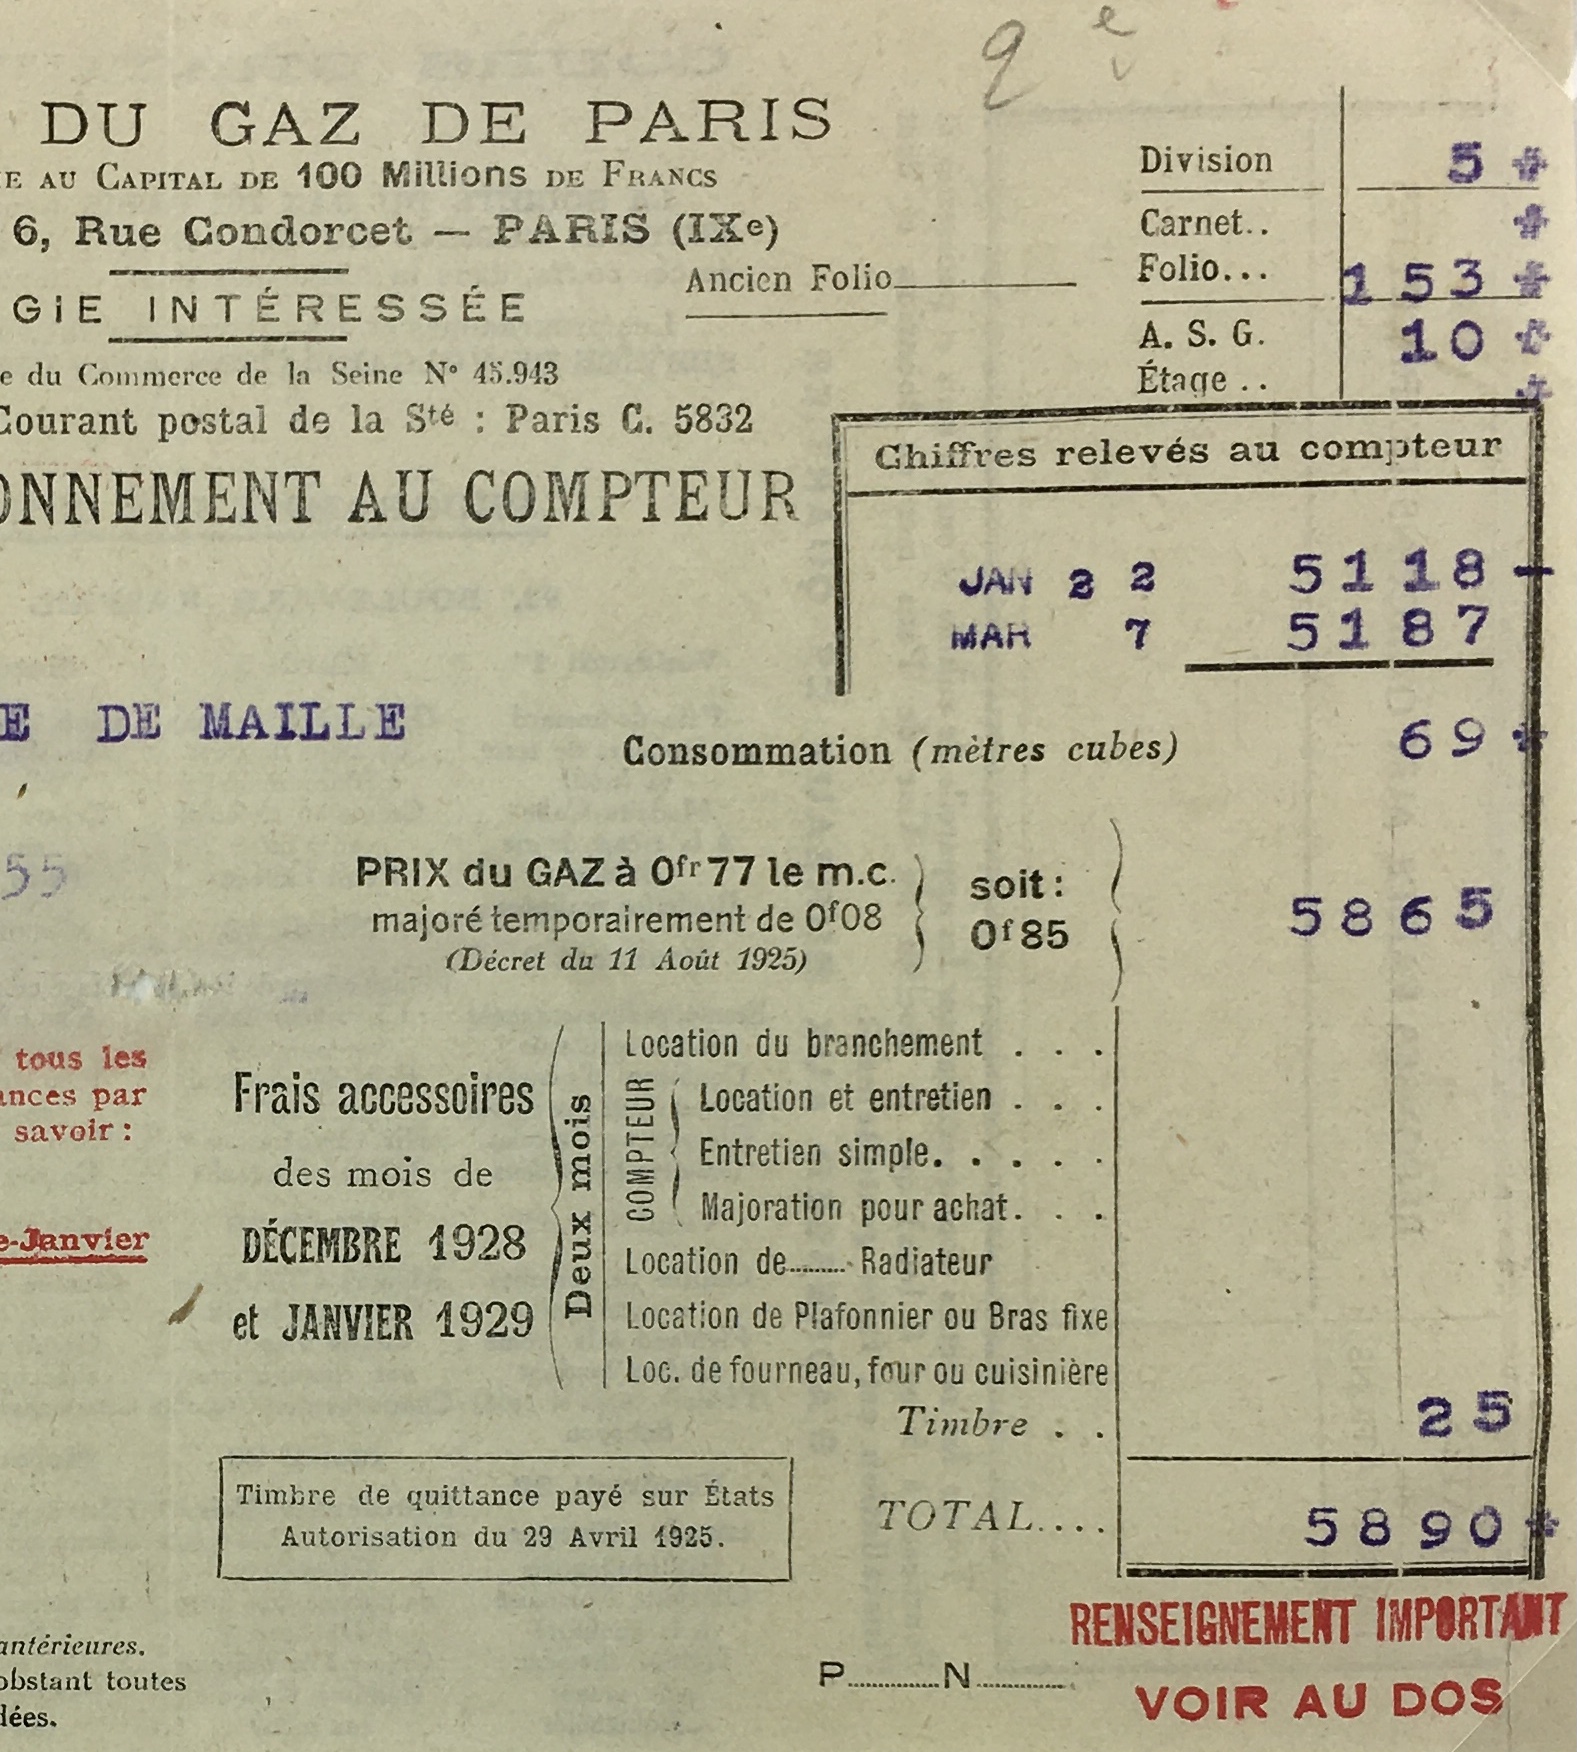 9 e
DU GAZ DE PARIS
E AU CAPITAL DE 100 Millions DE FRANCS
6, Rue Condorcet — PARIS (IXe)
GIE INTÉRESSÉE
Ancien Folio
e du Commerce de la Seine N° 45.943
Courant postal de la Sté : Paris C. 5832
ONNEMENT AU COMPTEUR
Division 5 *
Carnet.. *
Folio... 153 *
A. S. G. 10 *
Étage .. *
Chiffres relevés au compteur
JAN 22 5118 -
MAR 7 5187
E DE MAILLE
Consommation (mètres cubes) 69 *
55
PRIX du GAZ à 0fr 77 le m.c.
majoré temporairement de 0f08
(Décret du 11 Août 1925)
soit :
0f 85
5865
tous les
ances par
savoir :
e-Janvier
Frais accessoires
des mois de
DÉCEMBRE 1928
et JANVIER 1929
Deux mois
Location du branchement . . .
COMPTEUR
Location et entretien . . .
Entretien simple. . . . .
Majoration pour achat. . .
Location de........ Radiateur
Location de Plafonnier ou Bras fixe
Loc. de fourneau, four ou cuisinière
Timbre . . 25
TOTAL.... 5890 *
Timbre de quittance payé sur États
Autorisation du 29 Avril 1925.
RENSEIGNEMENT IMPORTANT
VOIR AU DOS
P..............N..............
antérieures.
obstant toutes
dées.